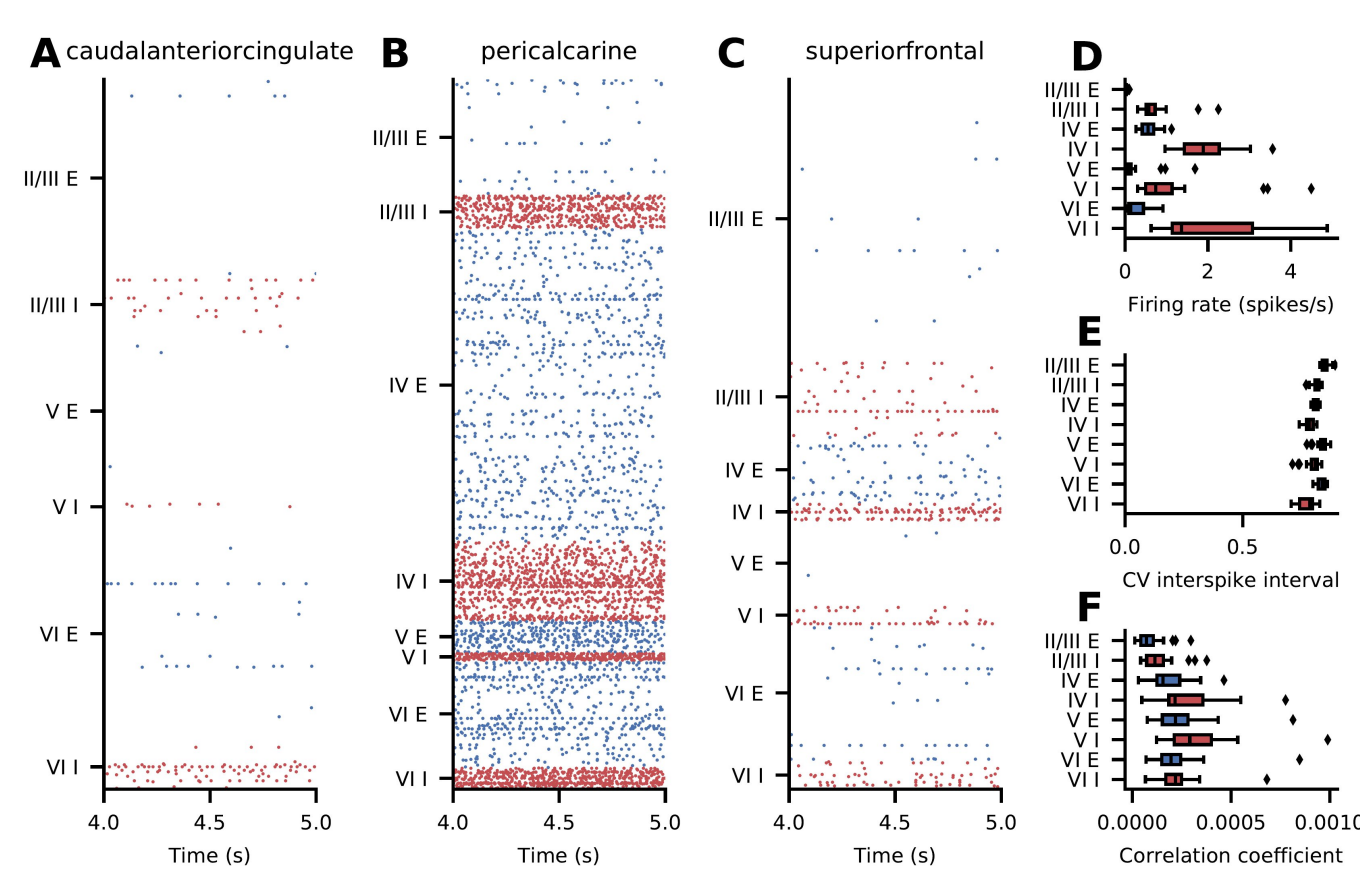 A caudalanteriorcingulate
II/III E
II/III I
V E
V I
VI E
VI I
4.0 4.5 5.0
Time (s)
B pericalcarine
II/III E
II/III I
IV E
IV I
V E
V I
VI E
VI I
4.0 4.5 5.0
Time (s)
C superiorfrontal
II/III E
II/III I
IV E
IV I
V E
V I
VI E
VI I
4.0 4.5 5.0
Time (s)
D
II/III E
II/III I
IV E
IV I
V E
V I
VI E
VI I
0 2 4
Firing rate (spikes/s)
E
II/III E
II/III I
IV E
IV I
V E
V I
VI E
VI I
0.0 0.5
CV interspike interval
F
II/III E
II/III I
IV E
IV I
V E
V I
VI E
VI I
0.0000 0.0005 0.0010
Correlation coefficient